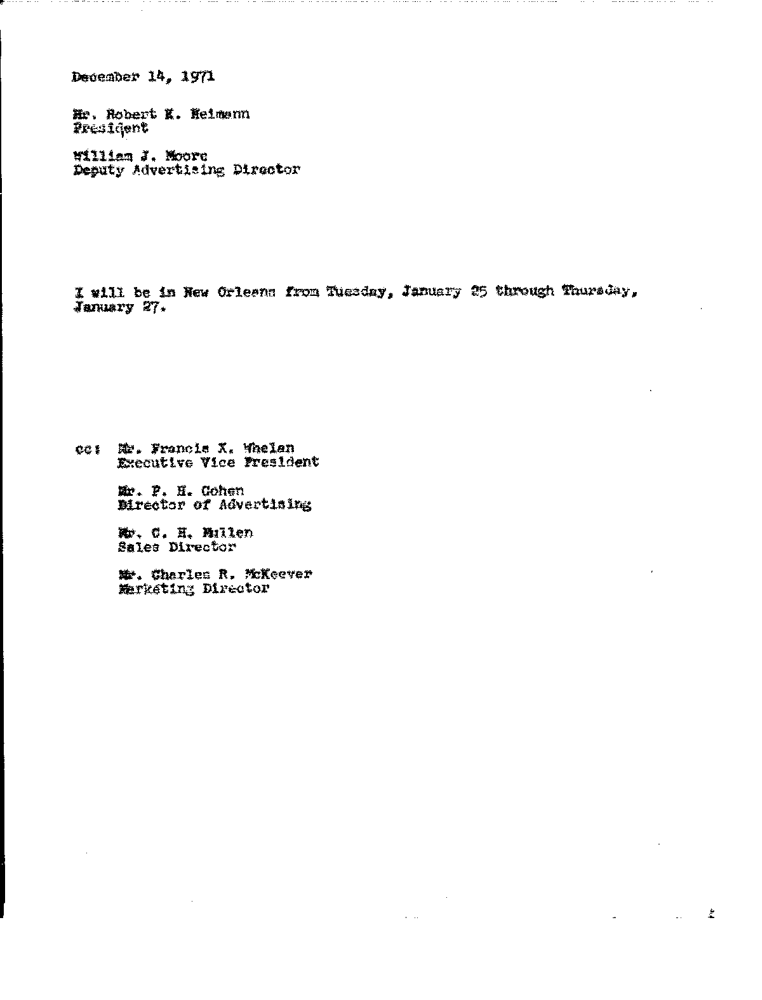 December 14, 1971
Mr. Robert K. Heimann
President
William J. Moore
Deputy Advertising Director
I will be in New Orleans from Tuesday, January 25 through Thursday,
January 27.
cc: Mr. Francis X. Whelan
Executive Vice President
Mr. P. H. Cohen
Director of Advertising
Mr. C. H. Mullen
Sales Director
Mr. Charles R. McKeever
Marketing Director